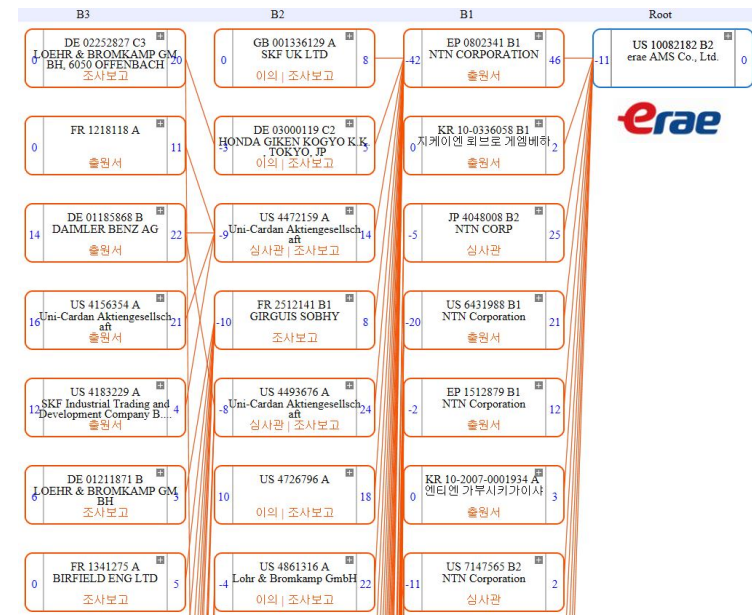 B3
B2
B1
Root
DE 02252827 C3
LOEHR & BROMKAMP GM
BH, 6050 OFFENBACH
조사보고
0
20
GB 001336129 A
SKF UK LTD
이의 | 조사보고
0
8
EP 0802341 B1
NTN CORPORATION
출원서
-42
46
US 10082182 B2
erae AMS Co., Ltd.
-11
0
erae
FR 1218118 A
출원서
0
11
DE 03000119 C2
HONDA GIKEN KOGYO K.K.
, TOKYO, JP
이의 | 조사보고
-3
5
KR 10-0336058 B1
지케이엔 뢰브로 게엠베하
출원서
0
2
DE 01185868 B
DAIMLER BENZ AG
출원서
14
22
US 4472159 A
Uni-Cardan Aktiengesellsch
aft
심사관 | 조사보고
-9
14
JP 4048008 B2
NTN CORP
심사관
-5
25
US 4156354 A
Uni-Cardan Aktiengesellsch
aft
출원서
16
21
FR 2512141 B1
GIRGUIS SOBHY
조사보고
-10
8
US 6431988 B1
NTN Corporation
출원서
-20
21
US 4183229 A
SKF Industrial Trading and
Development Company B....
출원서
12
4
US 4493676 A
Uni-Cardan Aktiengesellsch
aft
심사관 | 조사보고
-8
24
EP 1512879 B1
NTN Corporation
출원서
-2
12
DE 01211871 B
LOEHR & BROMKAMP GM
BH
조사보고
6
3
US 4726796 A
이의 | 조사보고
10
18
KR 10-2007-0001934 A
엔티엔 가부시키가이샤
출원서
0
3
FR 1341275 A
BIRFIELD ENG LTD
조사보고
0
5
US 4861316 A
Lohr & Bromkamp GmbH
이의 | 조사보고
-4
22
US 7147565 B2
NTN Corporation
심사관
-11
2